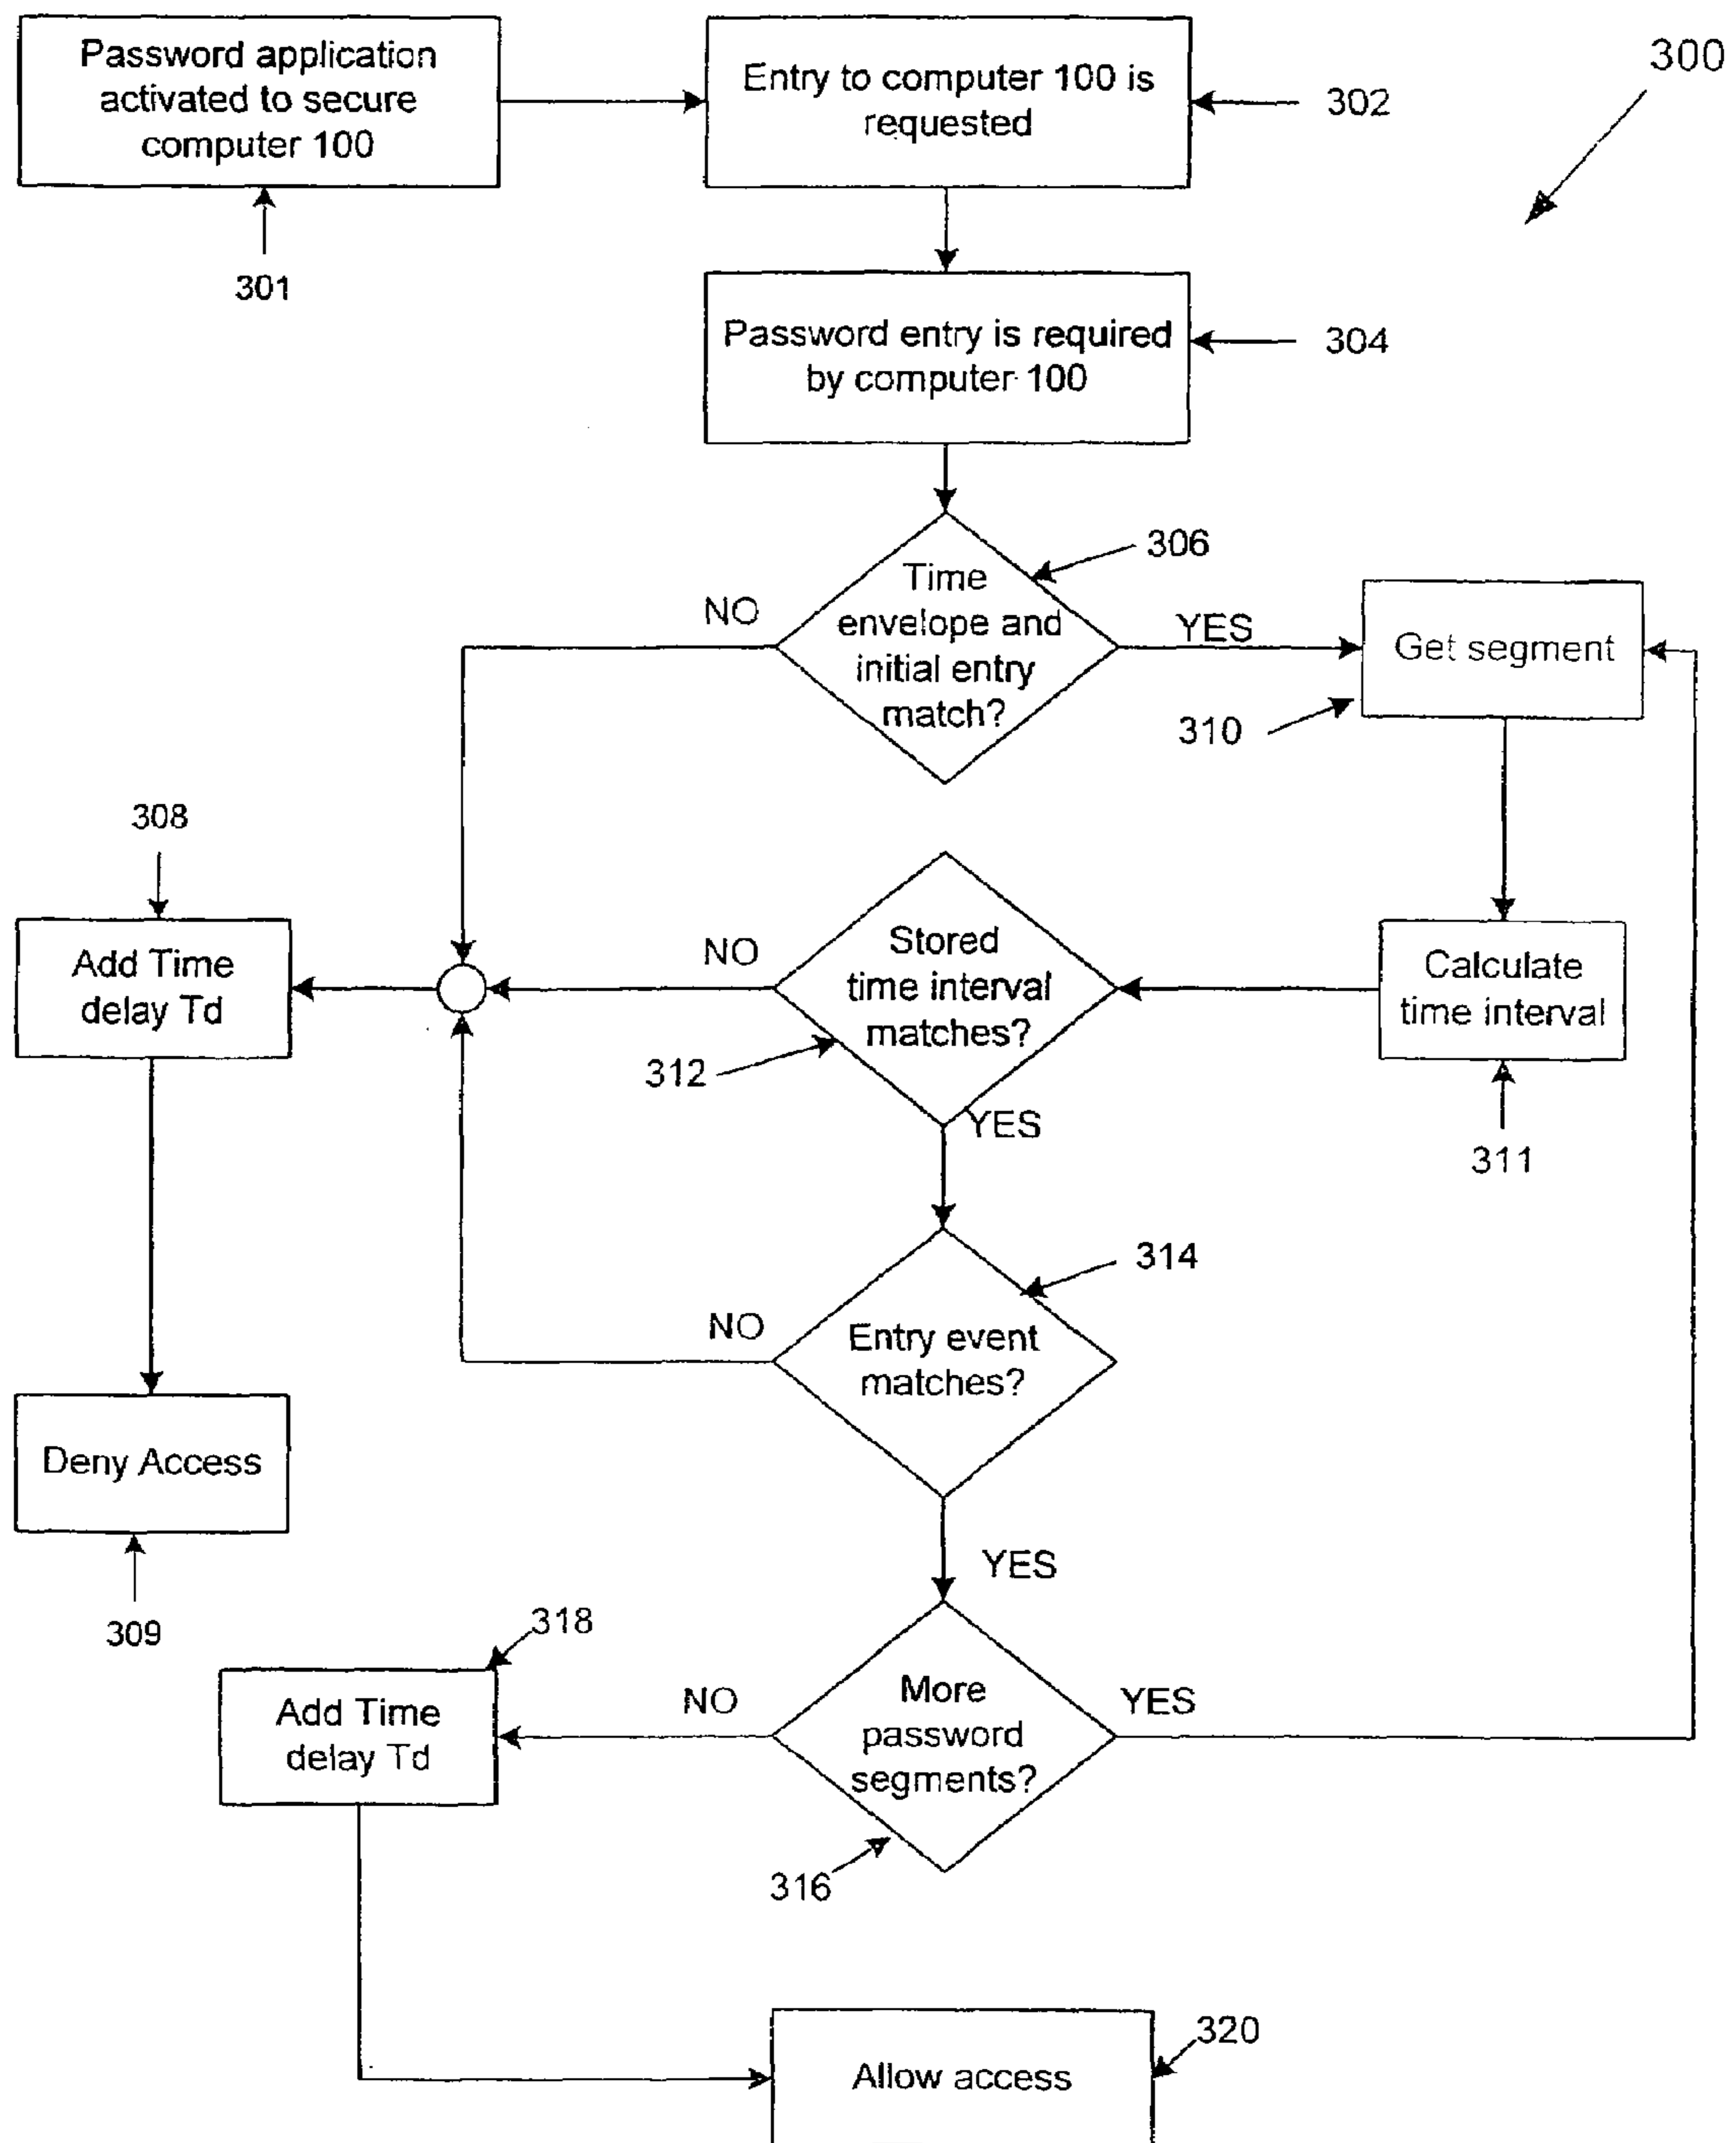 Password application
activated to secure
computer 100
301
Entry to computer 100 is
requested
302
300
Password entry is required
by computer 100
304
Time
envelope and
initial entry
match?
306
NO
YES
Get segment
310
308
Add Time
delay Td
NO
Stored
time interval
matches?
312
YES
Calculate
time interval
311
314
Entry event
matches?
NO
YES
Deny Access
309
318
Add Time
delay Td
NO
More
password
segments?
YES
316
Allow access
320